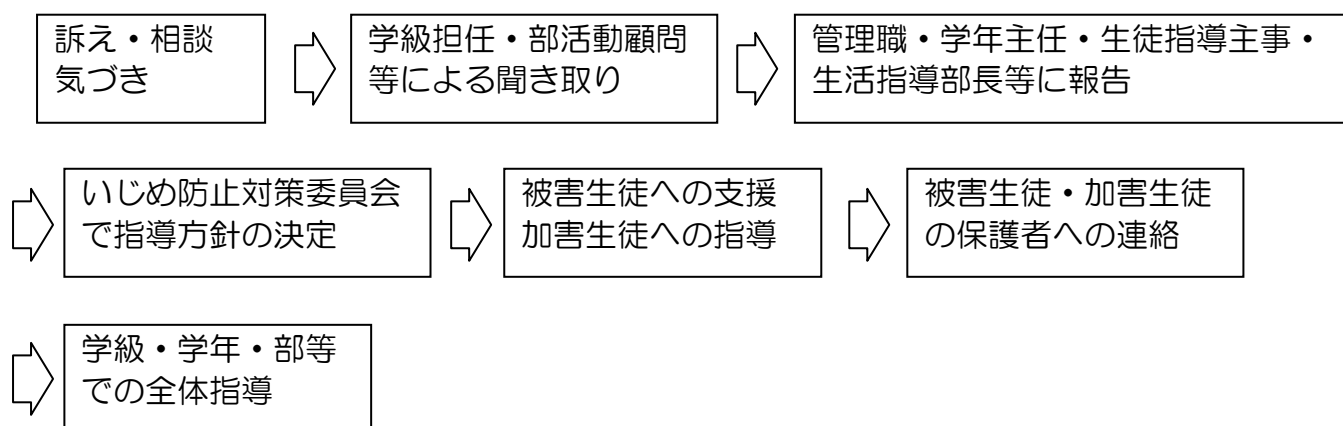 訴え・相談
気づき
学級担任・部活動顧問
等による聞き取り
管理職・学年主任・生徒指導主事・
生活指導部長等に報告
いじめ防止対策委員会
で指導方針の決定
被害生徒への支援
加害生徒への指導
被害生徒・加害生徒
の保護者への連絡
学級・学年・部等
での全体指導